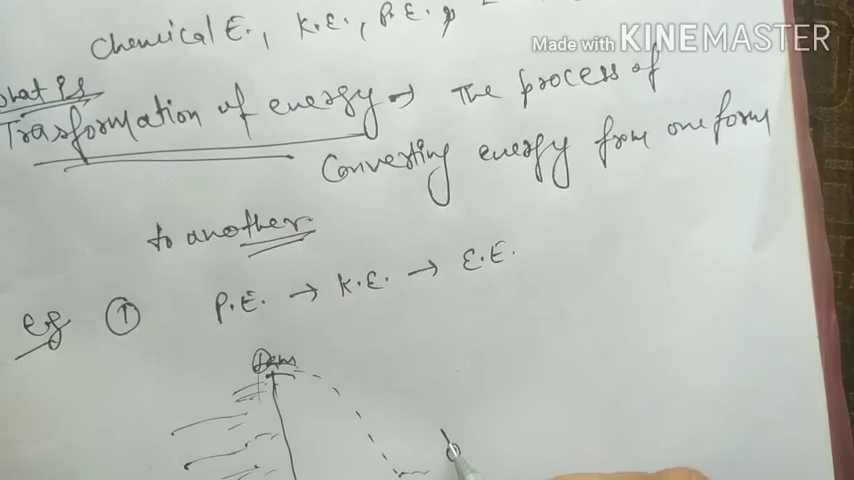 Chemical E., K.E., P.E.,
Made with KINEMASTER
What is
Trasformation of energy → The process of
Converting energy from one form
to another
eg ① P.E. → K.E. → E.E.
Dam